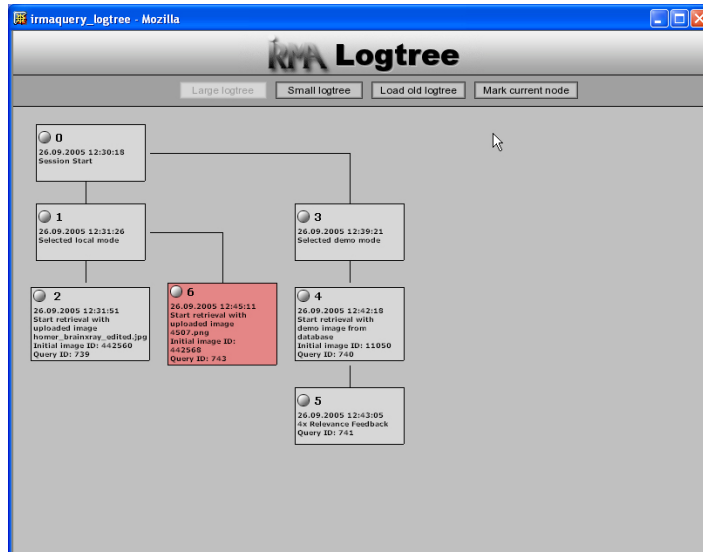 irmaquery_logtree - Mozilla
IRMA Logtree
Large logtree
Small logtree
Load old logtree
Mark current node
0
26.09.2005 12:30:18
Session Start
1
26.09.2005 12:31:26
Selected local mode
3
26.09.2005 12:39:21
Selected demo mode
2
26.09.2005 12:31:51
Start retrieval with
uploaded image
homer_brainxray_edited.jpg
Initial image ID: 442560
Query ID: 739
6
26.09.2005 12:45:11
Start retrieval with
uploaded image
4507.png
Initial image ID:
442568
Query ID: 743
4
26.09.2005 12:42:18
Start retrieval with
demo image from
database
Initial image ID: 11050
Query ID: 740
5
26.09.2005 12:43:05
4x Relevance Feedback
Query ID: 741